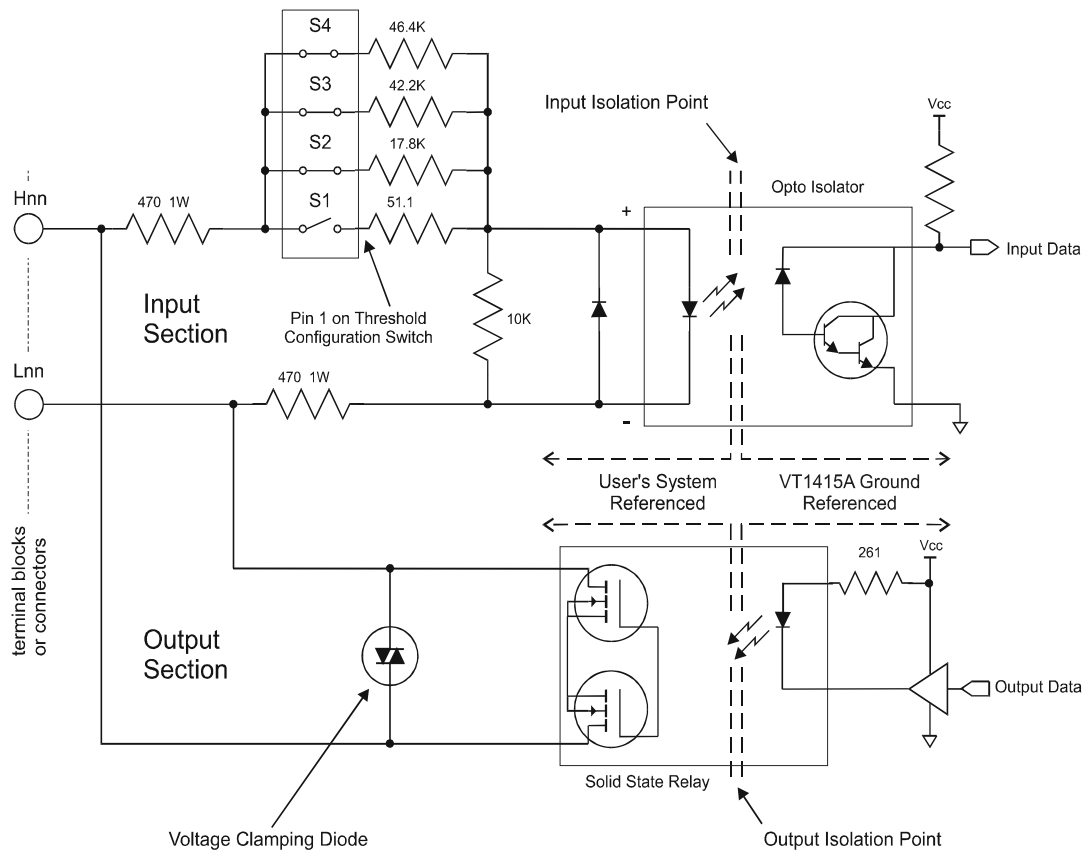 S4
46.4K
S3
42.2K
S2
17.8K
S1
51.1
Hnn
470 1W
Input
Section
Pin 1 on Threshold
Configuration Switch
10K
Lnn
470 1W
Input Isolation Point
Vcc
Opto Isolator
Input Data
+
-
User's System
Referenced
VT1415A Ground
Referenced
261
Vcc
terminal blocks
or connectors
Output
Section
Output Data
Solid State Relay
Voltage Clamping Diode
Output Isolation Point